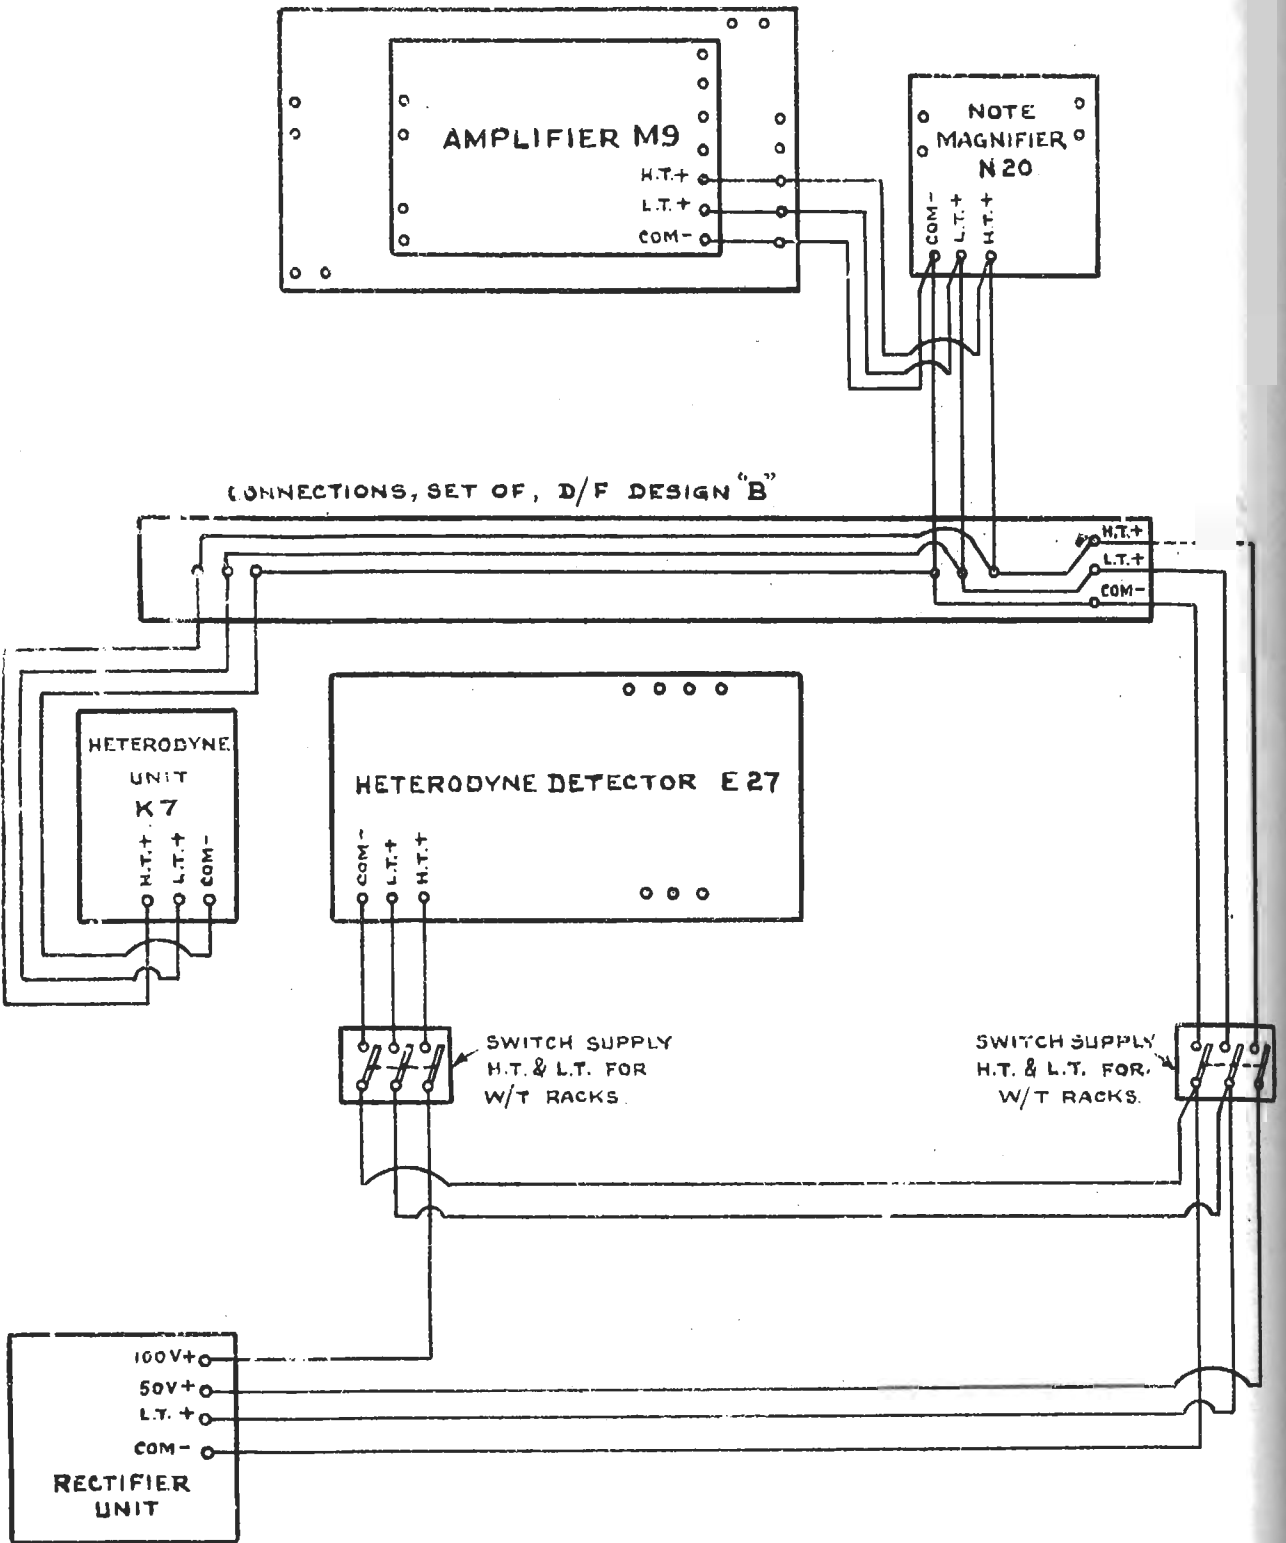 AMPLIFIER M9
H.T.+
L.T.+
COM-
NOTE
MAGNIFIER
N20
COM-
L.T.+
H.T.+
CONNECTIONS, SET OF, D/F DESIGN "B"
H.T.+
L.T.+
COM-
HETERODYNE
UNIT
K7
H.T.+
L.T.+
COM-
HETERODYNE DETECTOR E27
COM-
L.T.+
H.T.+
SWITCH SUPPLY
H.T. & L.T. FOR
W/T RACKS.
SWITCH SUPPLY
H.T. & L.T. FOR.
W/T RACKS.
100V+
50V+
L.T. +
COM-
RECTIFIER
UNIT